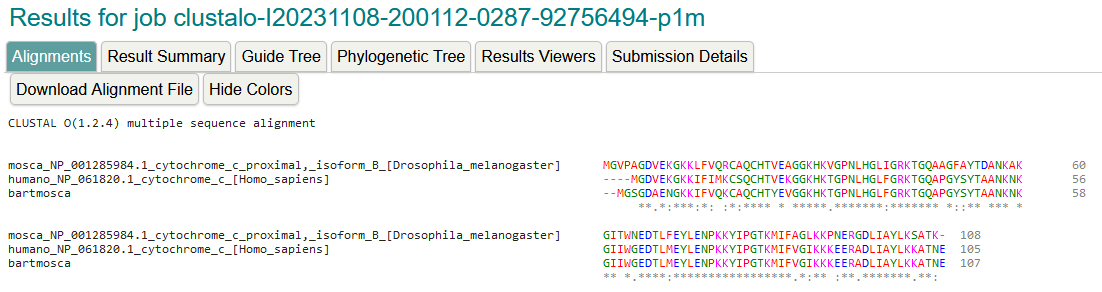 Results for job clustalo-I20231108-200112-0287-92756494-p1m
Alignments Result Summary Guide Tree Phylogenetic Tree Results Viewers Submission Details
Download Alignment File Hide Colors
CLUSTAL O(1.2.4) multiple sequence alignment
mosca_NP_001285984.1_cytochrome_c_proximal,_isoform_B_[Drosophila_melanogaster] MGVPAGDVEKGKKLFVQRCAQCHTVEAGGKHKVGPNLHGLIGRKTGQAAGFAYTDANKAK 60
humano_NP_061820.1_cytochrome_c_[Homo_sapiens] ----MGDVEKGKKIFIMKCSQCHTVEKGGKHKTGPNLHGLFGRKTGQAPGYSYTAANKNK 56
bartmosca --MGSGDAENGKKIFVQKCAQCHTYEVGGKHKTGPNLHGLFGRKTGQAPGYSYTAANKNK 58
**.*:***:*: :*:**** * *****.*******:******* *::** *** *
mosca_NP_001285984.1_cytochrome_c_proximal,_isoform_B_[Drosophila_melanogaster] GITWNEDTLFEYLENPKKYIPGTKMIFAGLKKPNERGDLIAYLKSATK- 108
humano_NP_061820.1_cytochrome_c_[Homo_sapiens] GIIWGEDTLMEYLENPKKYIPGTKMIFVGIKKKEERADLIAYLKKATNE 105
bartmosca GIIWGEDTLMEYLENPKKYIPGTKMIFVGIKKKEERADLIAYLKKATNE 107
** *.****:*****************.*:** :**.*******.**: